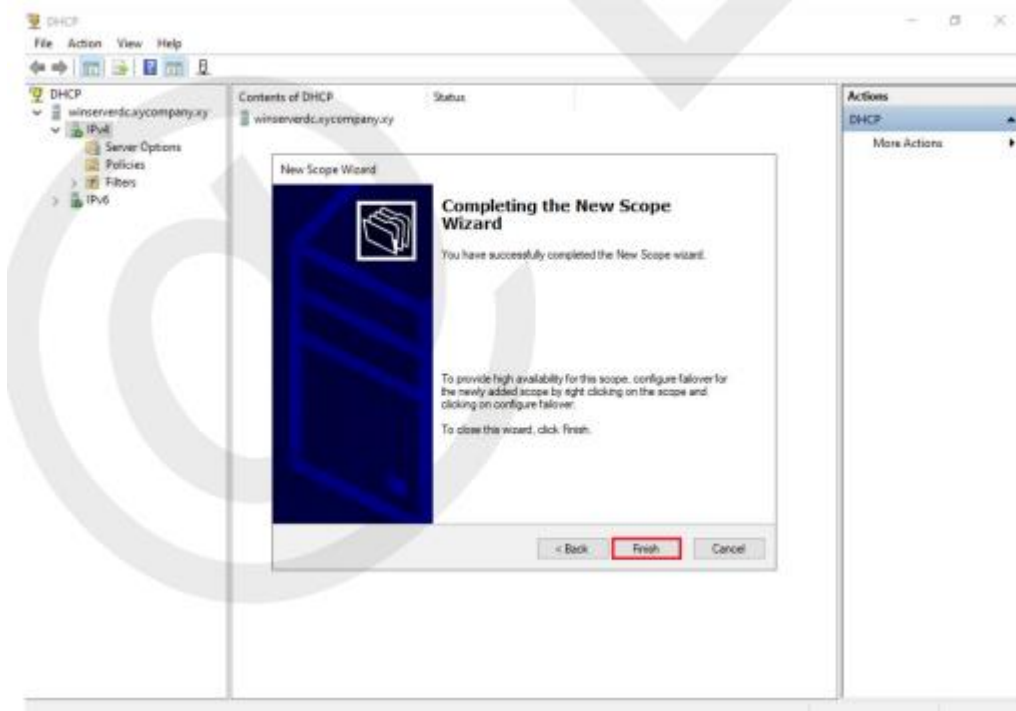 DHCP
File Action View Help
DHCP
winserverdc.xycompany.xy
IPv4
Server Options
Policies
Filters
IPv6
Contents of DHCP Status
winserverdc.xycompany.xy
New Scope Wizard
Completing the New Scope
Wizard
You have successfully completed the New Scope wizard.
To provide high availability for this scope, configure failover for
the newly added scope by right clicking on the scope and
clicking on configure failover.
To close this wizard, click Finish.
< Back Finish Cancel
Actions
DHCP
More Actions